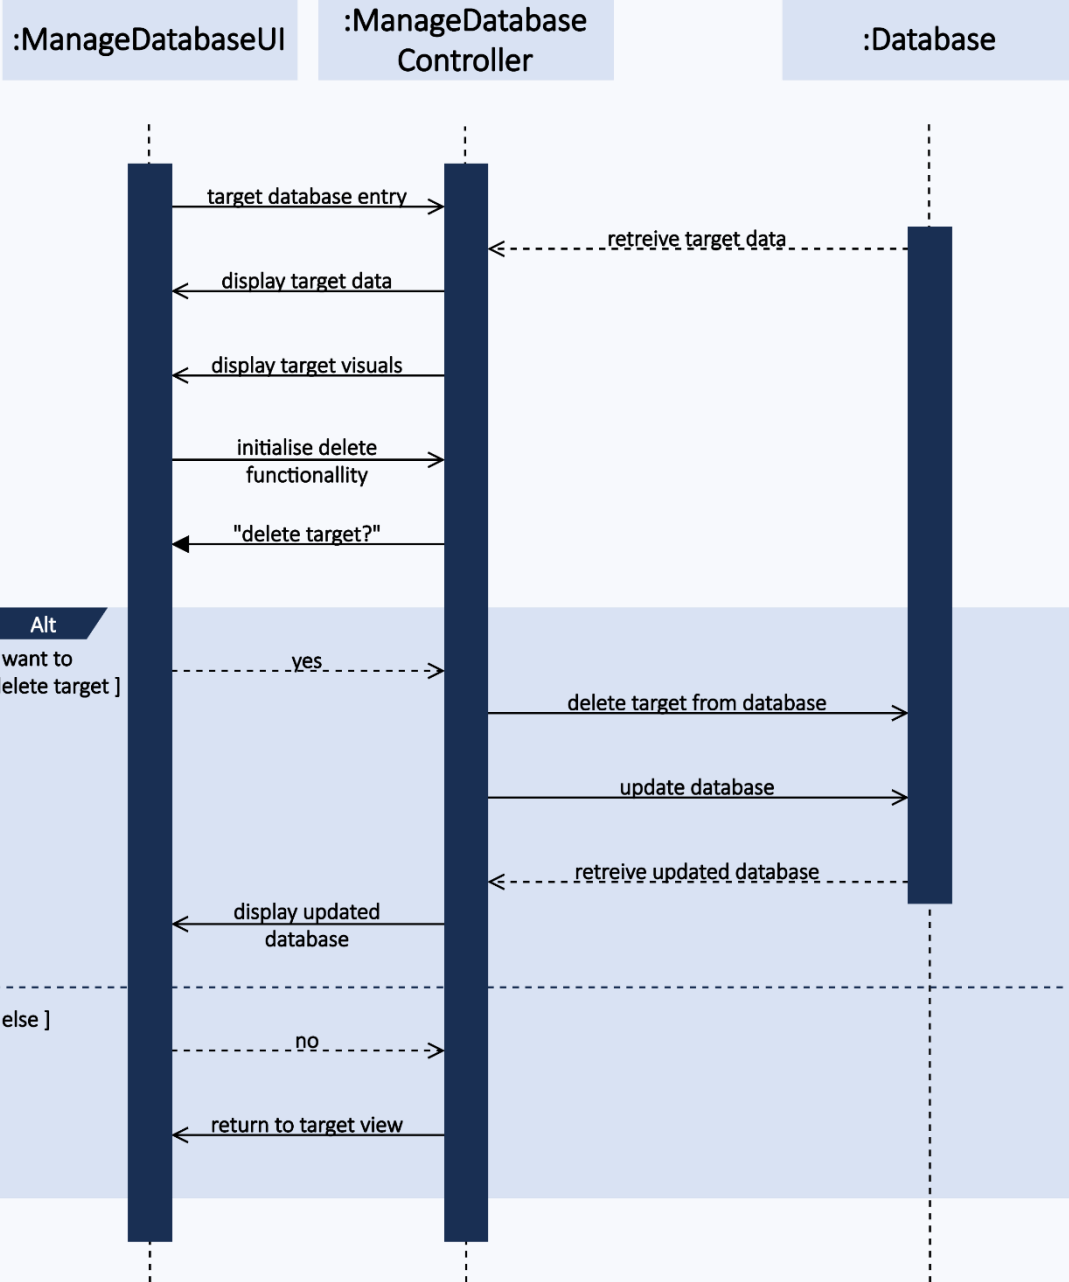 :ManageDatabaseUI
:ManageDatabase
Controller
:Database
target database entry
retreive target data
display target data
display target visuals
initialise delete
functionallity
"delete target?"
Alt
want to
delete target ]
yes
delete target from database
update database
retreive updated database
display updated
database
else ]
no
return to target view